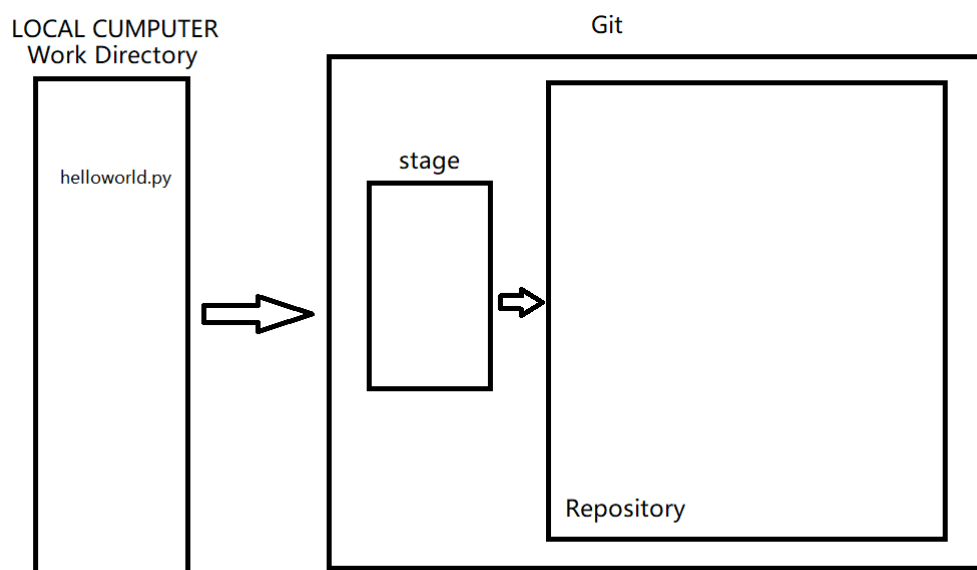 LOCAL CUMPUTER
Work Directory
helloworld.py
Git
stage
Repository